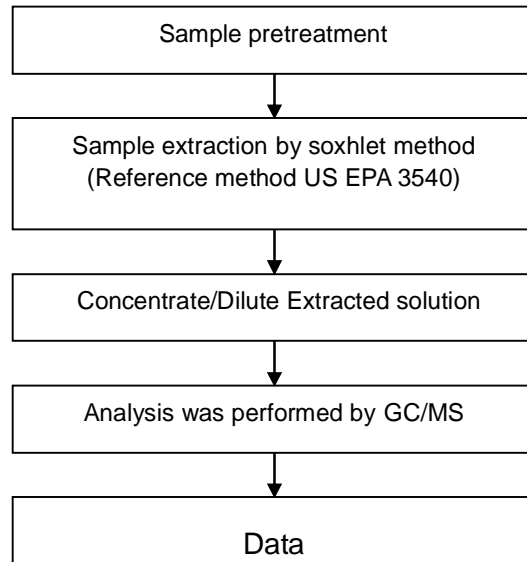 Sample pretreatment
Sample extraction by soxhlet method
(Reference method US EPA 3540)
Concentrate/Dilute Extracted solution
Analysis was performed by GC/MS
Data